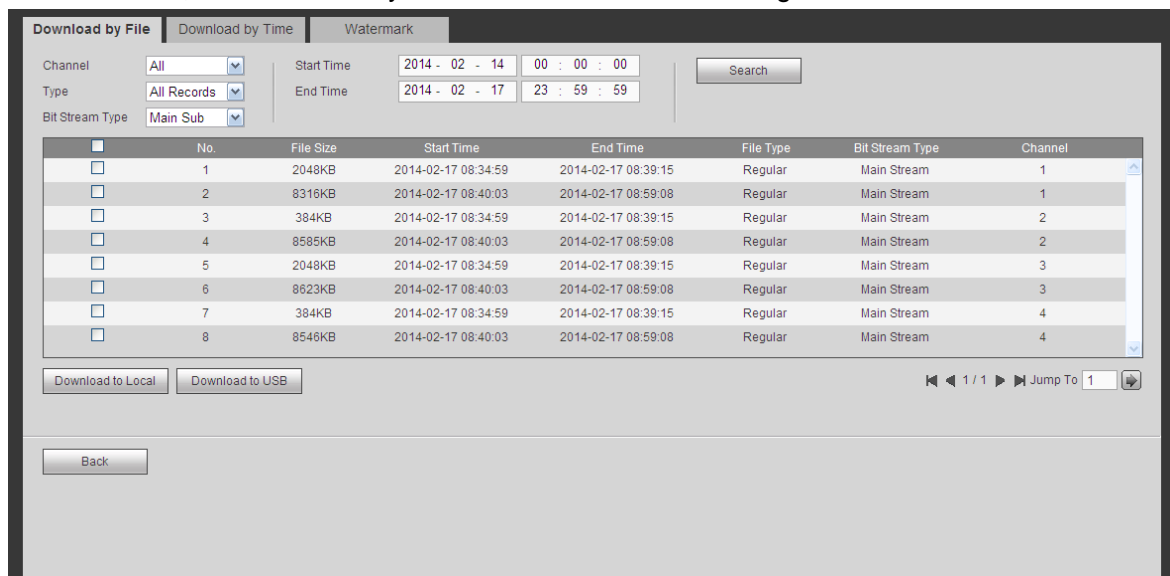 Download by File Download by Time Watermark
Channel All Start Time 2014 - 02 - 14 00 : 00 : 00 Search
Type All Records End Time 2014 - 02 - 17 23 : 59 : 59
Bit Stream Type Main Sub
No. File Size Start Time End Time File Type Bit Stream Type Channel
1 2048KB 2014-02-17 08:34:59 2014-02-17 08:39:15 Regular Main Stream 1
2 8316KB 2014-02-17 08:40:03 2014-02-17 08:59:08 Regular Main Stream 1
3 384KB 2014-02-17 08:34:59 2014-02-17 08:39:15 Regular Main Stream 2
4 8585KB 2014-02-17 08:40:03 2014-02-17 08:59:08 Regular Main Stream 2
5 2048KB 2014-02-17 08:34:59 2014-02-17 08:39:15 Regular Main Stream 3
6 8623KB 2014-02-17 08:40:03 2014-02-17 08:59:08 Regular Main Stream 3
7 384KB 2014-02-17 08:34:59 2014-02-17 08:39:15 Regular Main Stream 4
8 8546KB 2014-02-17 08:40:03 2014-02-17 08:59:08 Regular Main Stream 4
Download to Local Download to USB 1 / 1 Jump To 1
Back